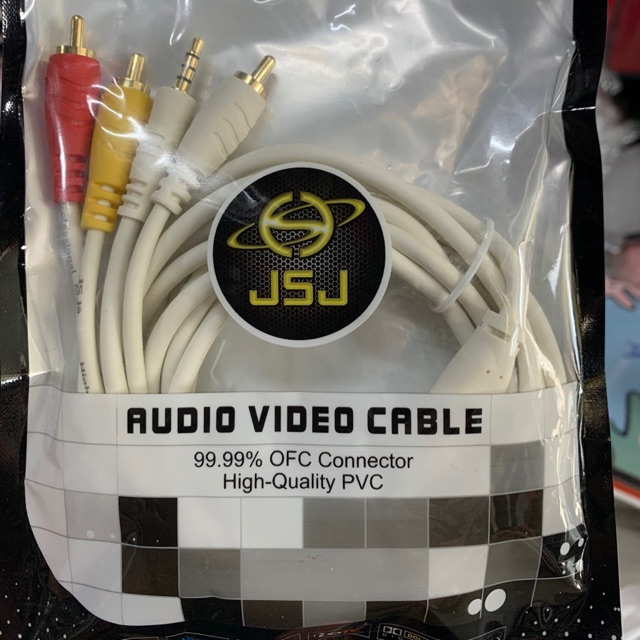 JSJ
AUDIO VIDEO CABLE
99.99% OFC Connector
High-Quality PVC